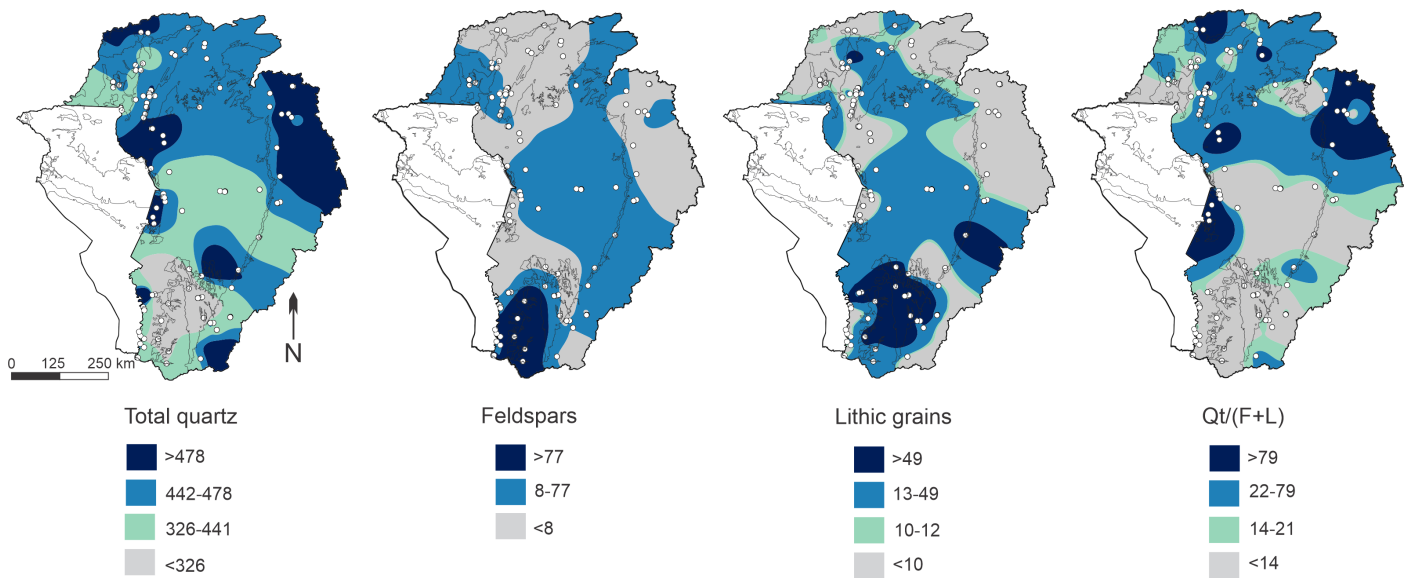 N
0 125 250 km
Total quartz
>478
442-478
326-441
<326
Feldspars
>77
8-77
<8
Lithic grains
>49
13-49
10-12
<10
Qt/(F+L)
>79
22-79
14-21
<14